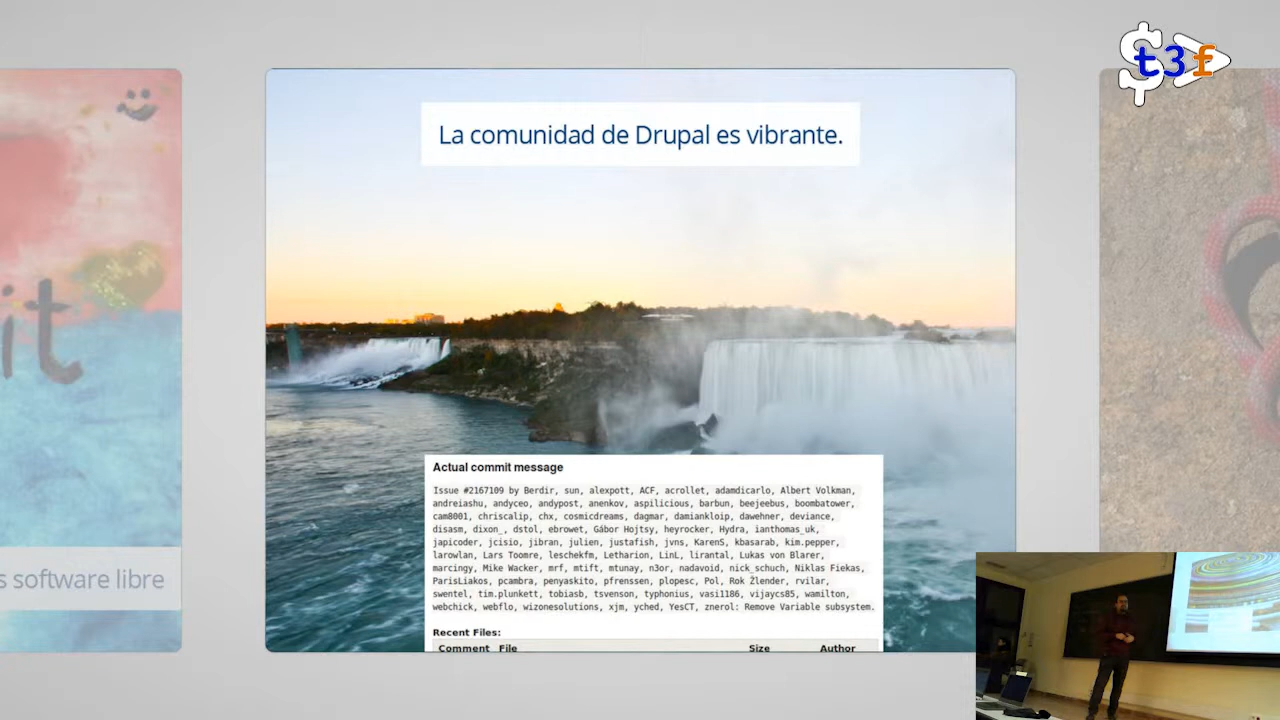 $t3f
La comunidad de Drupal es vibrante.
it
s software libre
Actual commit message
Issue #2167109 by Berdir, sun, alexpott, ACF, acrollet, adamdicarlo, Albert Volkman,
andreiashu, andyceo, andypost, anenkov, aspilicious, barbun, beejeebus, boombatower,
cam8001, chriscalip, chx, cosmicdreams, dagmar, damiankloip, dawehner, deviance,
disasm, dixon_, dstol, ebrowet, Gábor Hojtsy, heyrocker, Hydra, ianthomas_uk,
japicoder, jcisio, jibran, julien, justafish, jvns, KarenS, kbasarab, kim.pepper,
larowlan, Lars Toomre, leschekfm, Letharion, LinL, lirantal, Lukas von Blarer,
marcingy, Mike Wacker, mrf, mtift, mtunay, n3or, nadavoid, nick_schuch, Niklas Fiekas,
ParisLiakos, pcambra, penyaskito, pfrenssen, plopesc, Pol, Rok Žlender, rvilar,
swentel, tim.plunkett, tobiasb, tsvenson, typhonius, vasi1186, vijaycs85, wamilton,
webchick, webflo, wizonesolutions, xjm, yched, YesCT, znerol: Remove Variable subsystem.
Recent Files:
Comment File Size Author